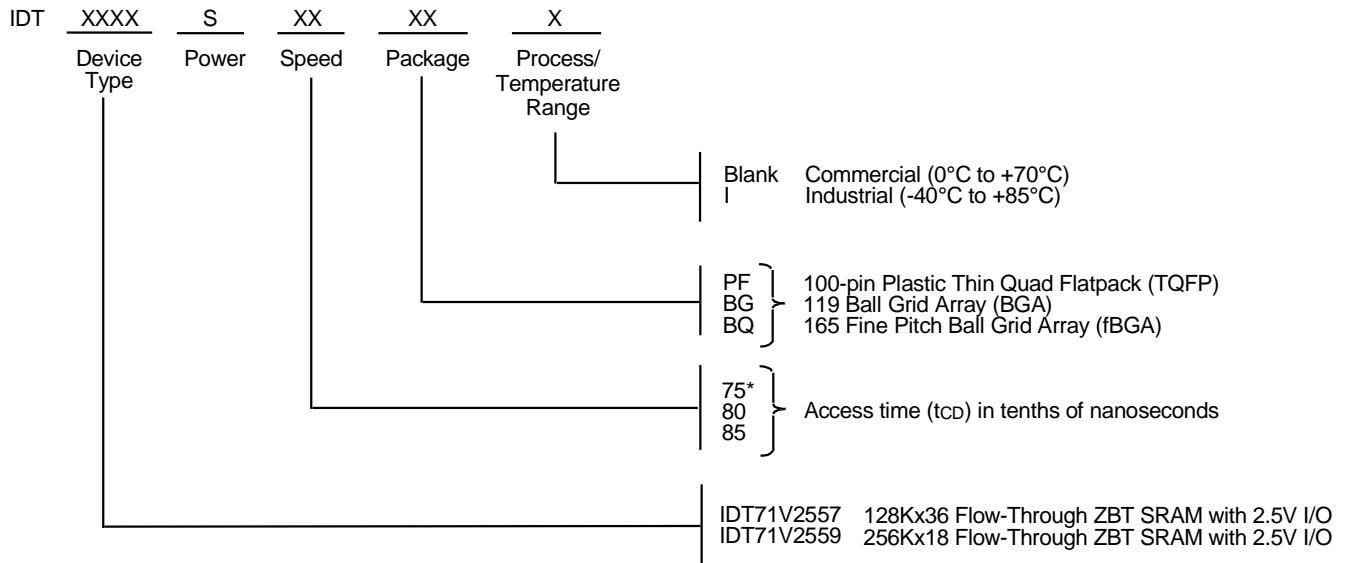 IDT XXXX S XX XX X
Device Type Power Speed Package Process/ Temperature Range
Blank Commercial (0°C to +70°C)
I Industrial (-40°C to +85°C)
PF 100-pin Plastic Thin Quad Flatpack (TQFP)
BG 119 Ball Grid Array (BGA)
BQ 165 Fine Pitch Ball Grid Array (fBGA)
75*
80 Access time (tCD) in tenths of nanoseconds
85
IDT71V2557 128Kx36 Flow-Through ZBT SRAM with 2.5V I/O
IDT71V2559 256Kx18 Flow-Through ZBT SRAM with 2.5V I/O